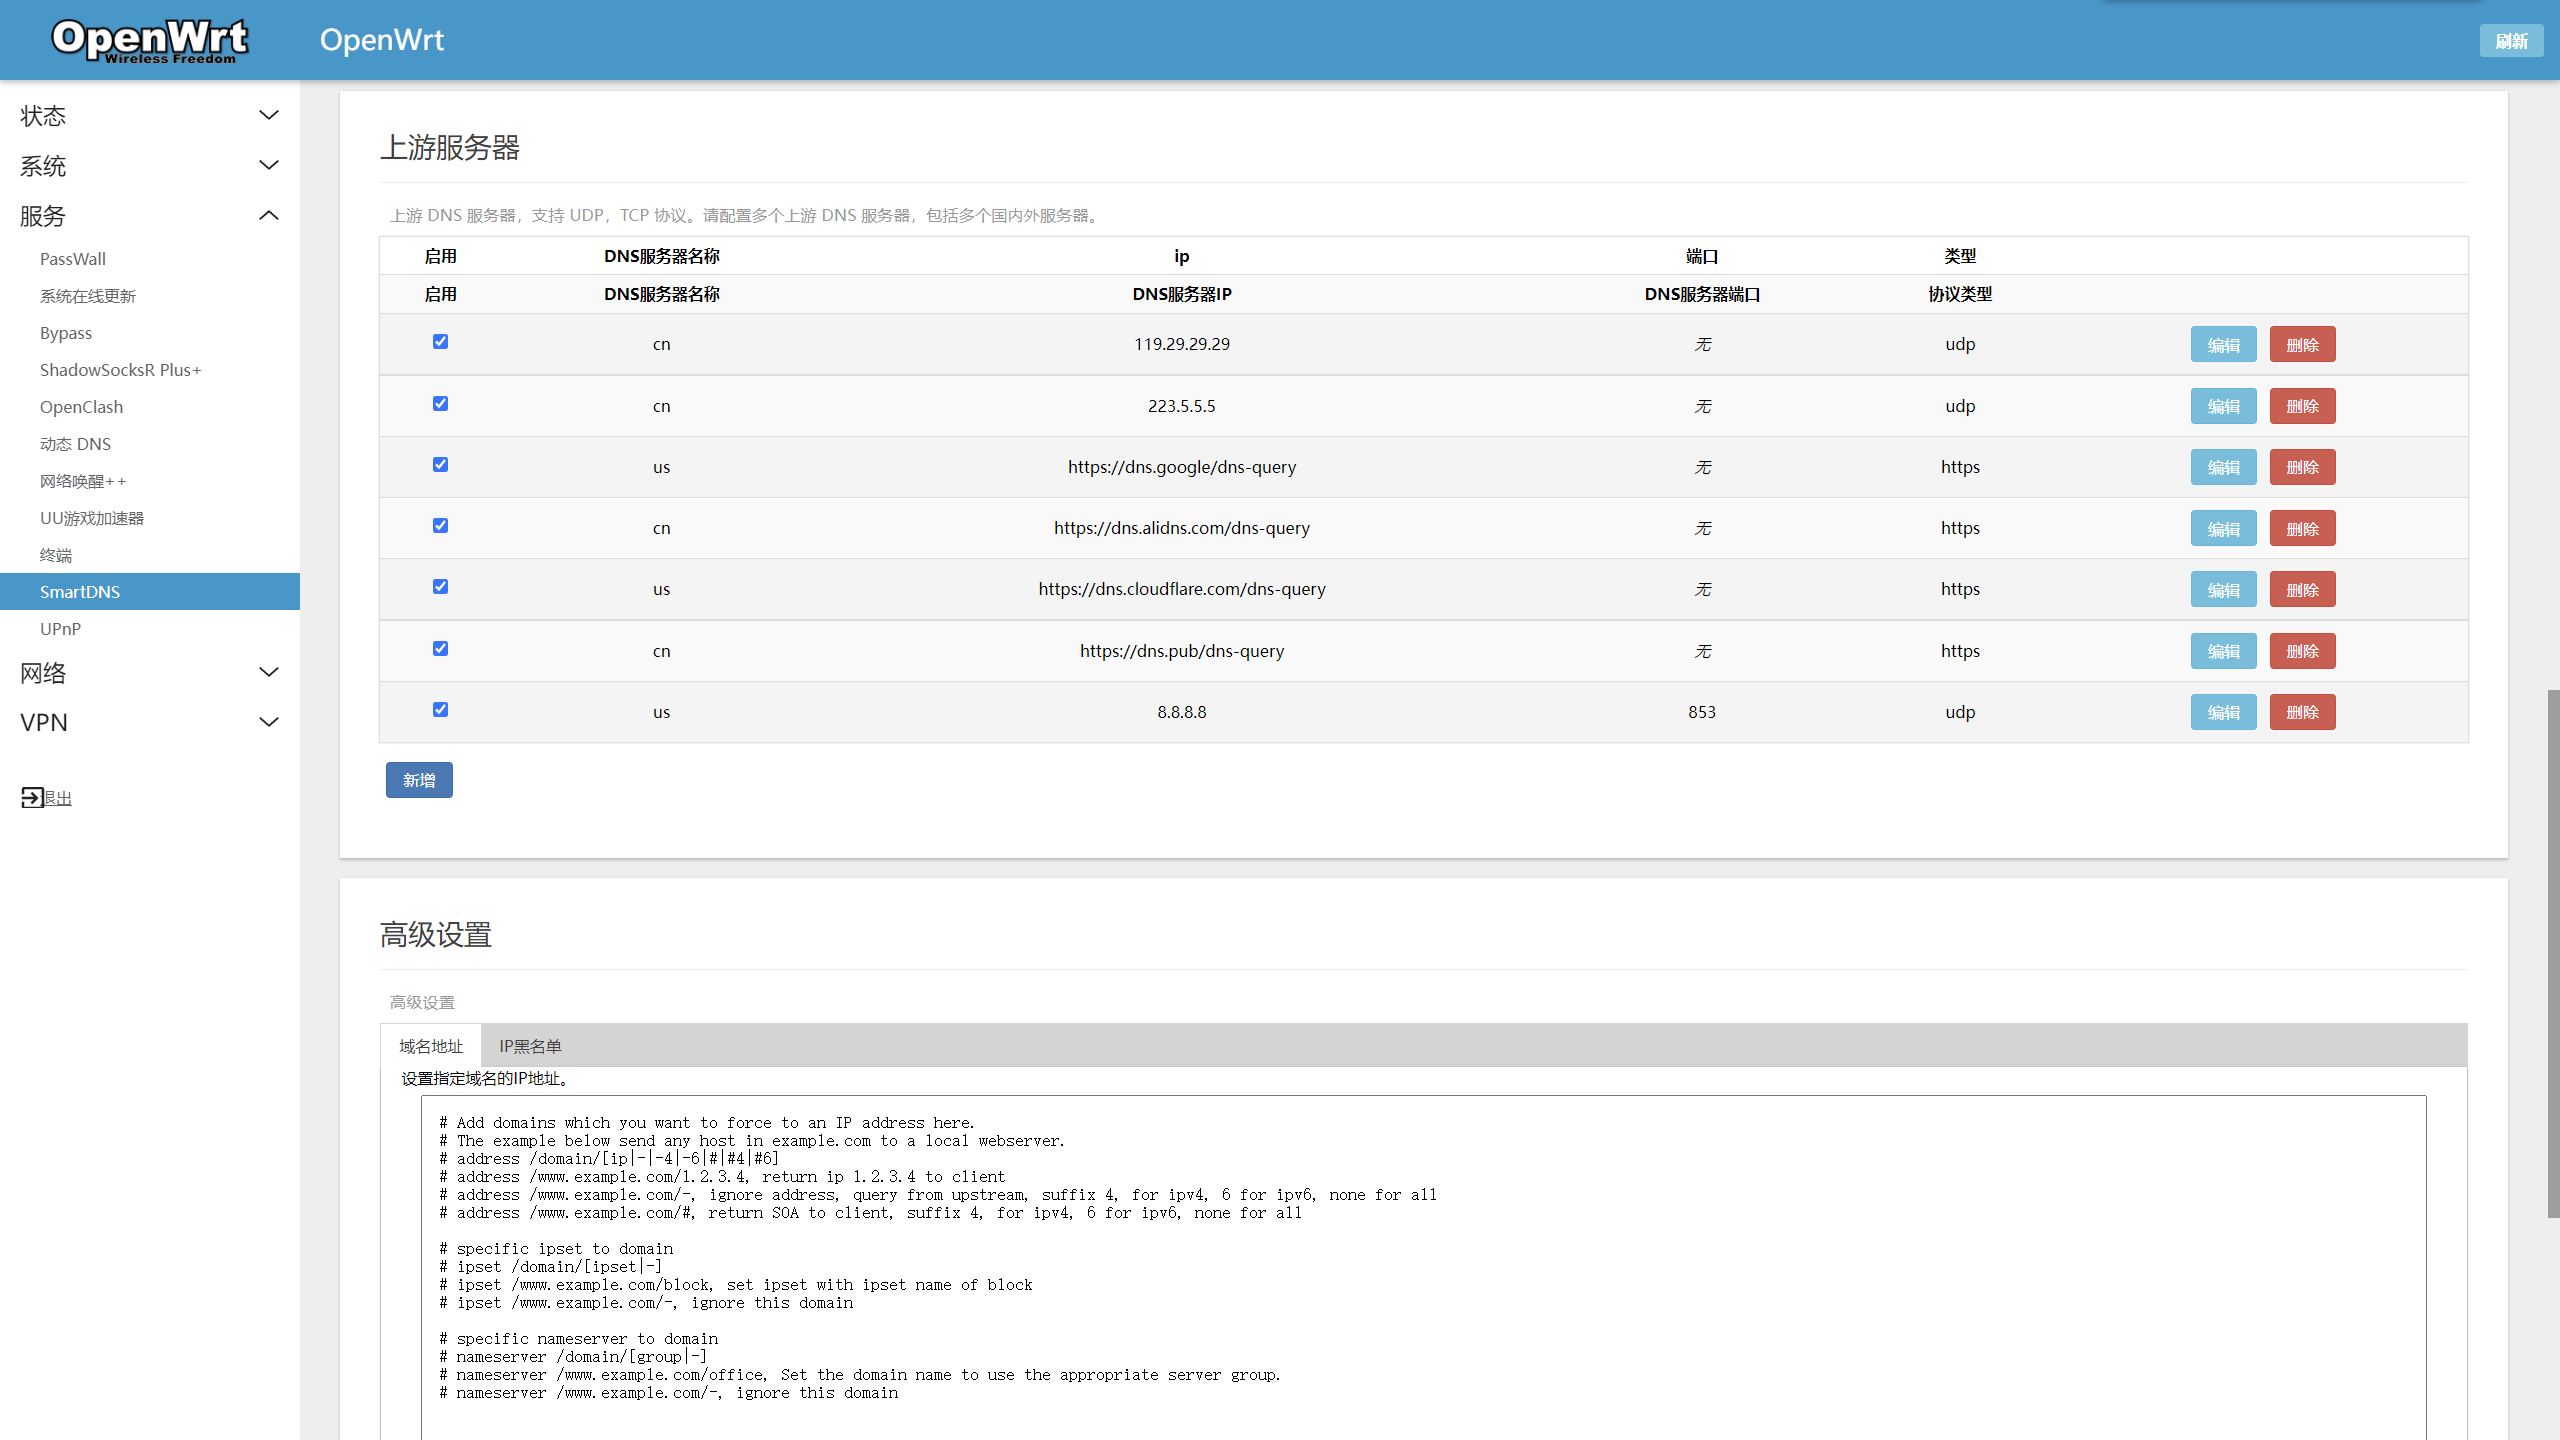 OpenWrt
Wireless Freedom
OpenWrt
刷新
状态
系统
服务
PassWall
系统在线更新
Bypass
ShadowSocksR Plus+
OpenClash
动态 DNS
网络唤醒++
UU游戏加速器
终端
SmartDNS
UPnP
网络
VPN
退出
上游服务器
上游 DNS 服务器，支持 UDP，TCP 协议。请配置多个上游 DNS 服务器，包括多个国内外服务器。
启用 DNS服务器名称 ip 端口 类型
启用 DNS服务器名称 DNS服务器IP DNS服务器端口 协议类型
cn 119.29.29.29 无 udp 编辑 删除
cn 223.5.5.5 无 udp 编辑 删除
us https://dns.google/dns-query 无 https 编辑 删除
cn https://dns.alidns.com/dns-query 无 https 编辑 删除
us https://dns.cloudflare.com/dns-query 无 https 编辑 删除
cn https://dns.pub/dns-query 无 https 编辑 删除
us 8.8.8.8 853 udp 编辑 删除
新增
高级设置
高级设置
域名地址 IP黑名单
设置指定域名的IP地址。
# Add domains which you want to force to an IP address here.
# The example below send any host in example.com to a local webserver.
# address /domain/[ip|-|-4|-6|#|#4|#6]
# address /www.example.com/1.2.3.4, return ip 1.2.3.4 to client
# address /www.example.com/-, ignore address, query from upstream, suffix 4, for ipv4, 6 for ipv6, none for all
# address /www.example.com/#, return SOA to client, suffix 4, for ipv4, 6 for ipv6, none for all
# specific ipset to domain
# ipset /domain/[ipset|-]
# ipset /www.example.com/block, set ipset with ipset name of block
# ipset /www.example.com/-, ignore this domain
# specific nameserver to domain
# nameserver /domain/[group|-]
# nameserver /www.example.com/office, Set the domain name to use the appropriate server group.
# nameserver /www.example.com/-, ignore this domain